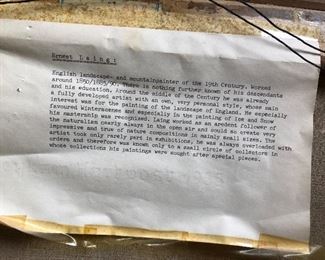 Ernest Laing:
English landscape- and mountainpainter of the 19th Century. Worked
around 1850/1885/90. There is nothing further known of his descendants
and his education. Around the middle of the Century he was already
a fully developed artist with an own, very personal style, whose main
interest was for the painting of the landscape of England. He especially
favoured Winterscenes and especially in the painting of Ice and Snow
his mastership was recognised. Laing worked as an aredent follower of
the naturalism nearly always in the open air and could so create very
impressive and true of nature compositions in mainly small sizes. The
artist took only rarely part in exhibitions, he was always overloaded with
orders and therefore was known only to a small circle of collectors in
whose collections his paintings were sought after special pieces.